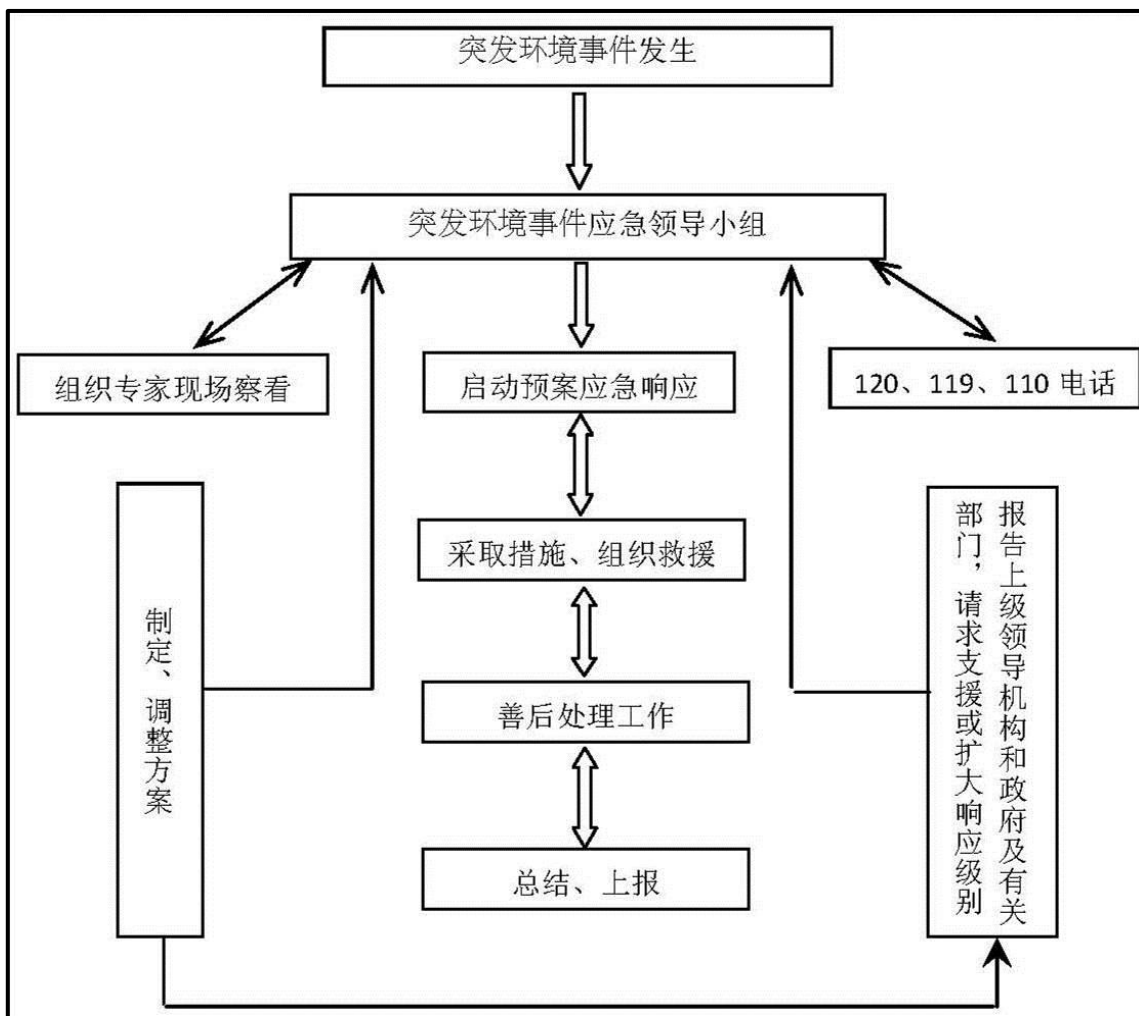 突发环境事件发生
突发环境事件应急领导小组
组织专家现场察看
启动预案应急响应
120、119、110 电话
采取措施、组织救援
制定、调整方案
报告上级领导机构和政府及有关
部门，请求支援或扩大响应级别
善后处理工作
总结、上报